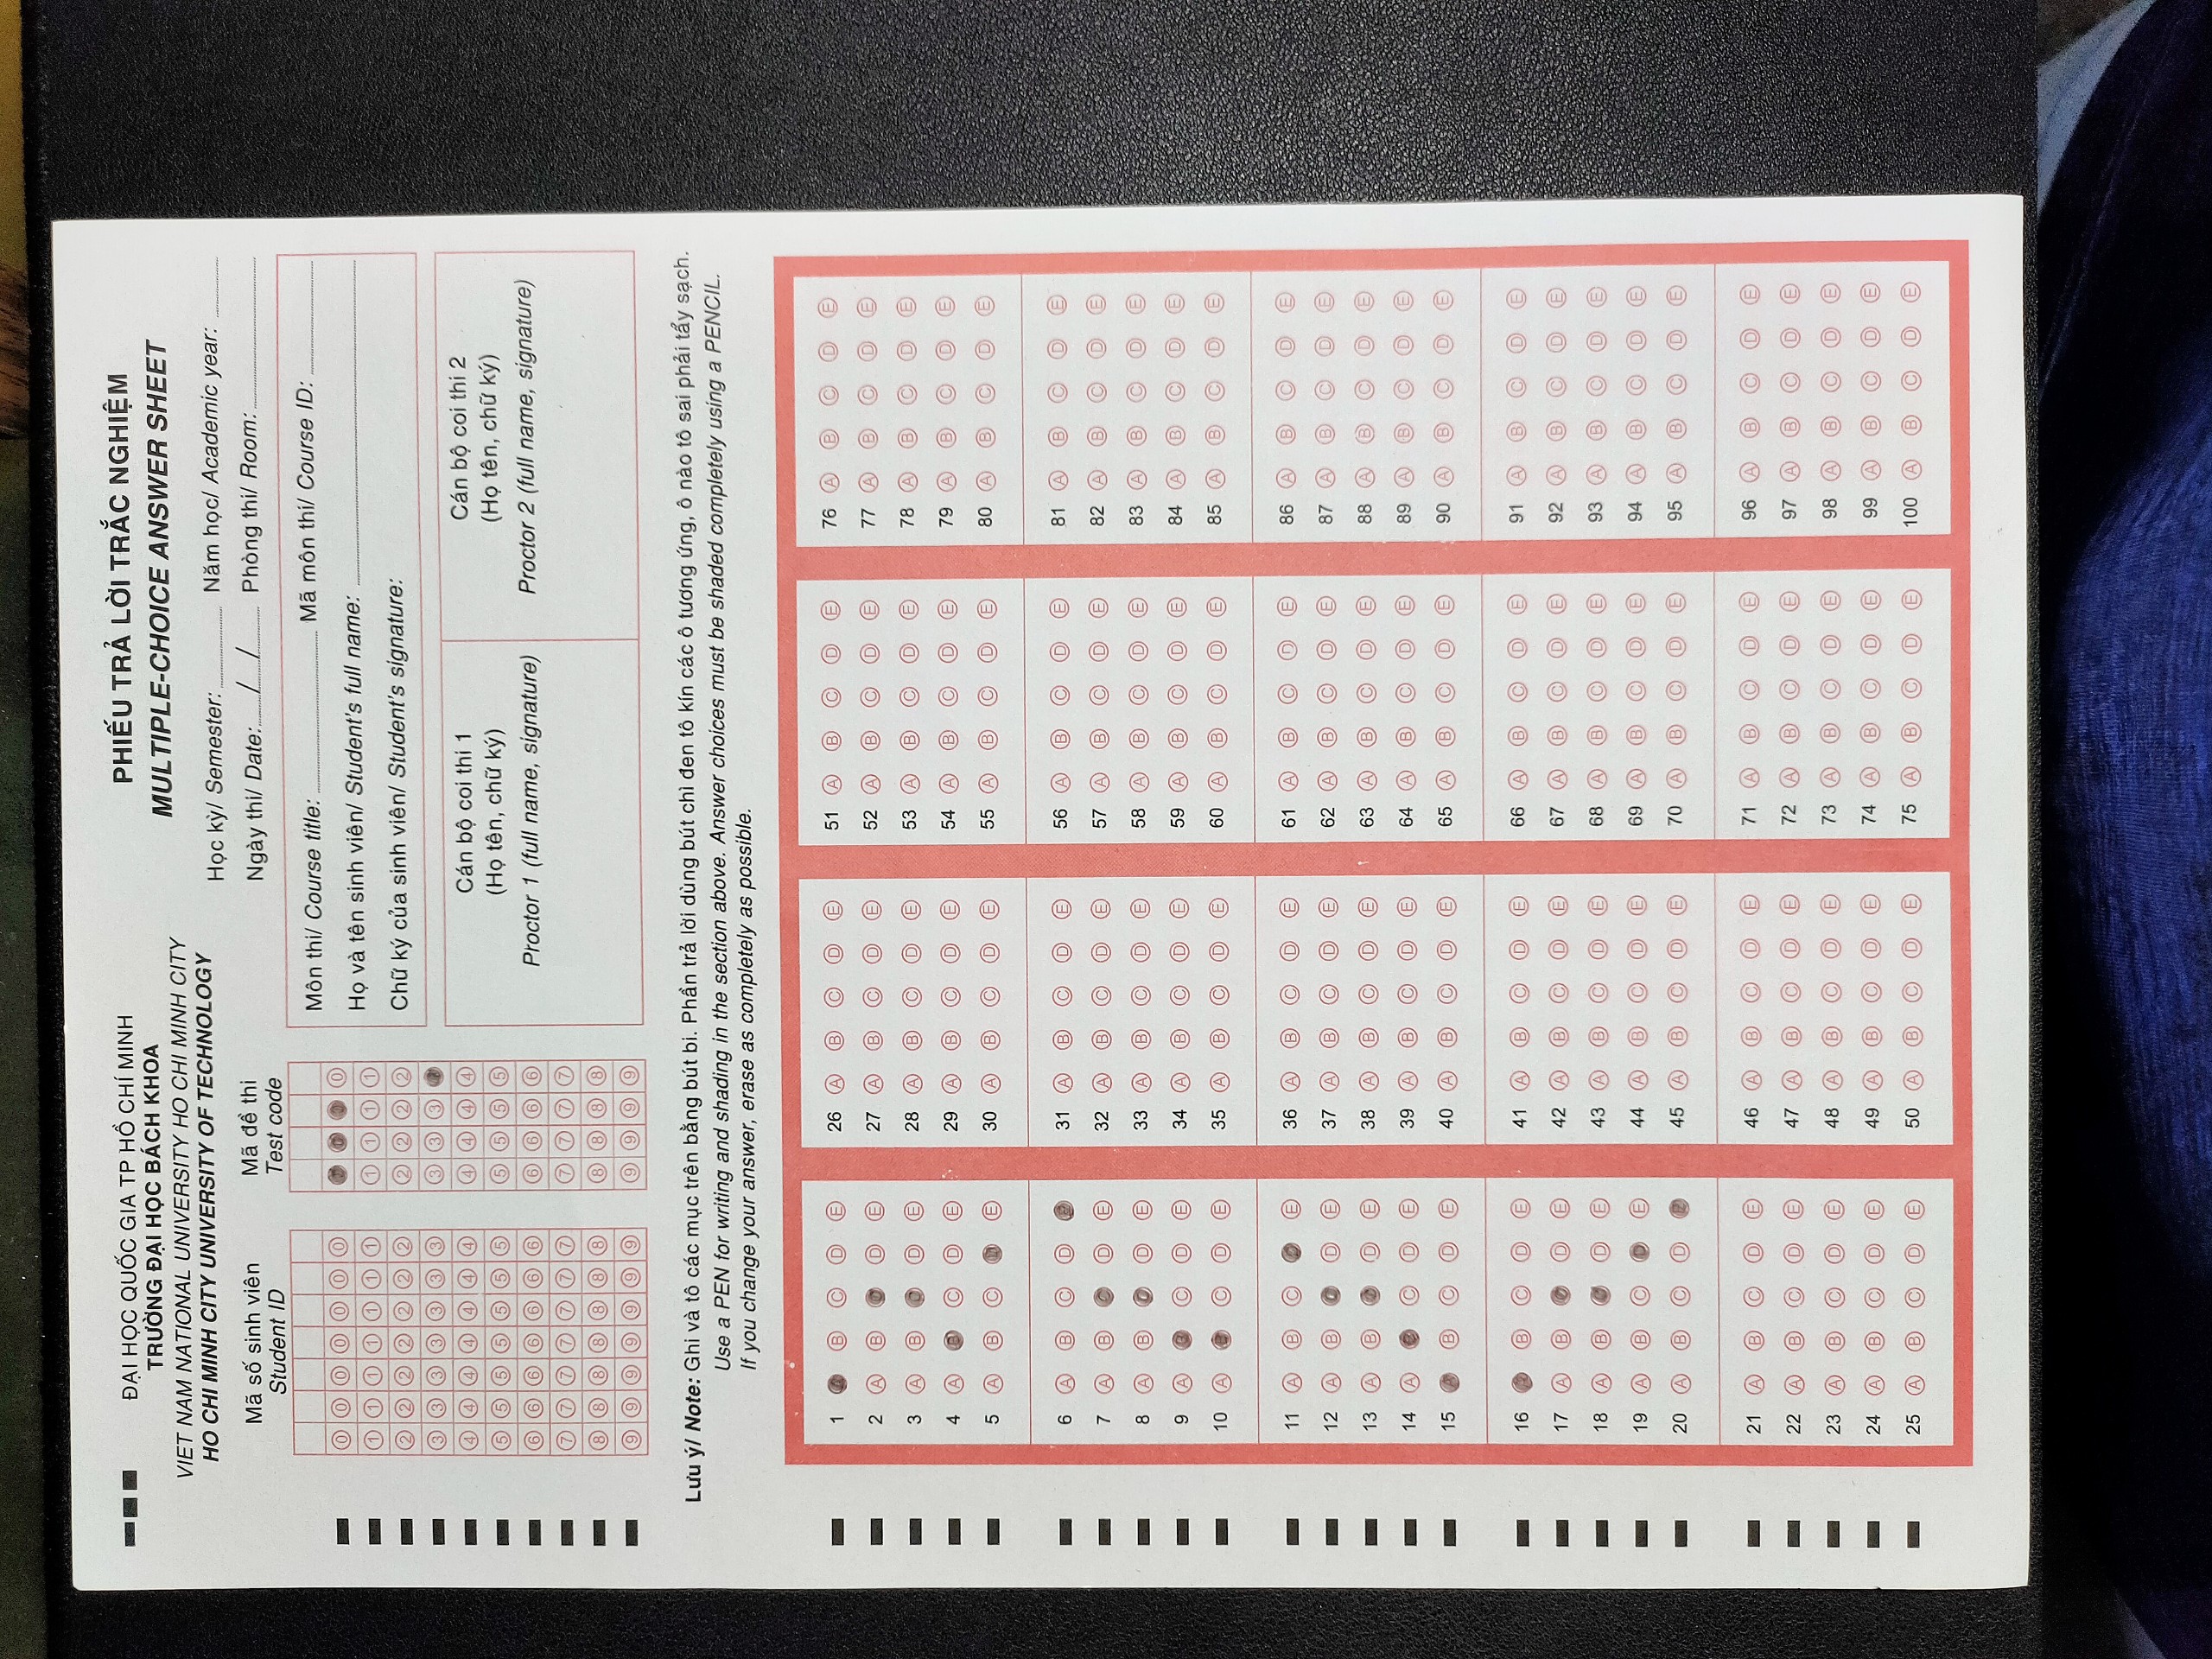 ĐẠI HỌC QUỐC GIA TP HỒ CHÍ MINH
TRƯỜNG ĐẠI HỌC BÁCH KHOA
VIET NAM NATIONAL UNIVERSITY HO CHI MINH CITY
HO CHI MINH CITY UNIVERSITY OF TECHNOLOGY
PHIẾU TRẢ LỜI TRẮC NGHIỆM
MULTIPLE-CHOICE ANSWER SHEET
Học kỳ/ Semester: Năm học/ Academic year:
Ngày thi/ Date: / / Phòng thi/ Room:
Mã số sinh viên
Student ID
Mã đề thi
Test code
0 0 0 0 0 0 0 0 0 0 0
1 1 1 1 1 1 1 1 1 1 1
2 2 2 2 2 2 2 2 2 2 2
3 3 3 3 3 3 3 3 3 3
4 4 4 4 4 4 4 4 4 4 4
5 5 5 5 5 5 5 5 5 5 5
6 6 6 6 6 6 6 6 6 6 6
7 7 7 7 7 7 7 7 7 7 7
8 8 8 8 8 8 8 8 8 8 8
9 9 9 9 9 9 9 9 9 9 9
Môn thi/ Course title: Mã môn thi/ Course ID:
Họ và tên sinh viên/ Student's full name:
Chữ ký của sinh viên/ Student's signature:
Cán bộ coi thi 1
(Họ tên, chữ ký)
Proctor 1 (full name, signature)
Cán bộ coi thi 2
(Họ tên, chữ ký)
Proctor 2 (full name, signature)
Lưu ý/ Note: Ghi và tô các mục trên bằng bút bi. Phần trả lời dùng bút chì đen tô kín các ô tương ứng, ô nào tô sai phải tẩy sạch.
Use a PEN for writing and shading in the section above. Answer choices must be shaded completely using a PENCIL.
If you change your answer, erase as completely as possible.
1 A B C D E
2 A B C D E
3 A B C D E
4 A B C D E
5 A B C D E
6 A B C D E
7 A B C D E
8 A B C D E
9 A B C D E
10 A B C D E
11 A B C D E
12 A B C D E
13 A B C D E
14 A B C D E
15 A B C D E
16 A B C D E
17 A B C D E
18 A B C D E
19 A B C D E
20 A B C D E
21 A B C D E
22 A B C D E
23 A B C D E
24 A B C D E
25 A B C D E
26 A B C D E
27 A B C D E
28 A B C D E
29 A B C D E
30 A B C D E
31 A B C D E
32 A B C D E
33 A B C D E
34 A B C D E
35 A B C D E
36 A B C D E
37 A B C D E
38 A B C D E
39 A B C D E
40 A B C D E
41 A B C D E
42 A B C D E
43 A B C D E
44 A B C D E
45 A B C D E
46 A B C D E
47 A B C D E
48 A B C D E
49 A B C D E
50 A B C D E
51 A B C D E
52 A B C D E
53 A B C D E
54 A B C D E
55 A B C D E
56 A B C D E
57 A B C D E
58 A B C D E
59 A B C D E
60 A B C D E
61 A B C D E
62 A B C D E
63 A B C D E
64 A B C D E
65 A B C D E
66 A B C D E
67 A B C D E
68 A B C D E
69 A B C D E
70 A B C D E
71 A B C D E
72 A B C D E
73 A B C D E
74 A B C D E
75 A B C D E
76 A B C D E
77 A B C D E
78 A B C D E
79 A B C D E
80 A B C D E
81 A B C D E
82 A B C D E
83 A B C D E
84 A B C D E
85 A B C D E
86 A B C D E
87 A B C D E
88 A B C D E
89 A B C D E
90 A B C D E
91 A B C D E
92 A B C D E
93 A B C D E
94 A B C D E
95 A B C D E
96 A B C D E
97 A B C D E
98 A B C D E
99 A B C D E
100 A B C D E